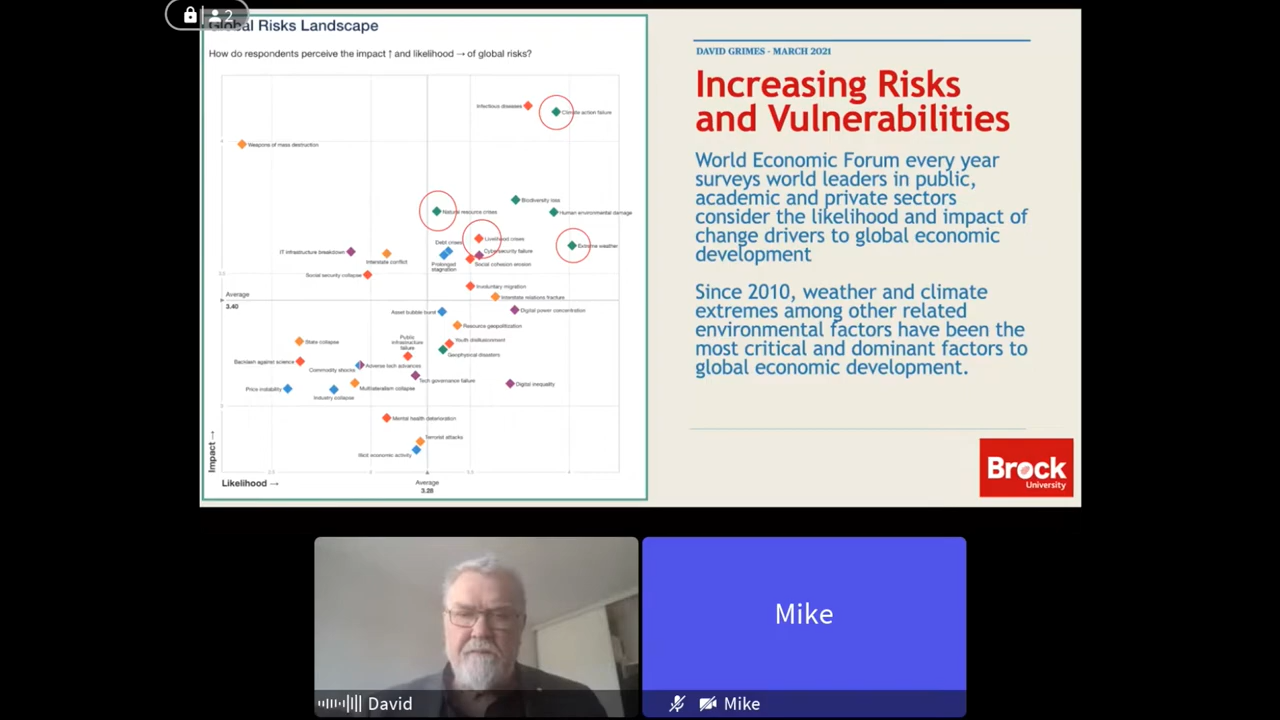 2
Global Risks Landscape
How do respondents perceive the impact ↑ and likelihood → of global risks?
Infectious diseases
Climate action failure
Weapons of mass destruction
Biodiversity loss
Natural resource crises
Human environmental damage
Livelihood crises
Debt crises
Extreme weather
IT infrastructure breakdown
Cybersecurity failure
Interstate conflict
Prolonged
stagnation
Social cohesion erosion
Social security collapse
Involuntary migration
Average
3.40
Interstate relations fracture
Asset bubble burst
Digital power concentration
Resource geopolitization
State collapse
Public
infrastructure
failure
Youth disillusionment
Geophysical disasters
Backlash against science
Commodity shocks
Adverse tech advances
Tech governance failure
Digital inequality
Price instability
Industry collapse
Multilateralism collapse
Mental health deterioration
Terrorist attacks
Illicit economic activity
Impact →
Likelihood →
Average
3.28
DAVID GRIMES - MARCH 2021
Increasing Risks
and Vulnerabilities
World Economic Forum every year
surveys world leaders in public,
academic and private sectors
consider the likelihood and impact of
change drivers to global economic
development
Since 2010, weather and climate
extremes among other related
environmental factors have been the
most critical and dominant factors to
global economic development.
Brock
University
David
Mike
Mike